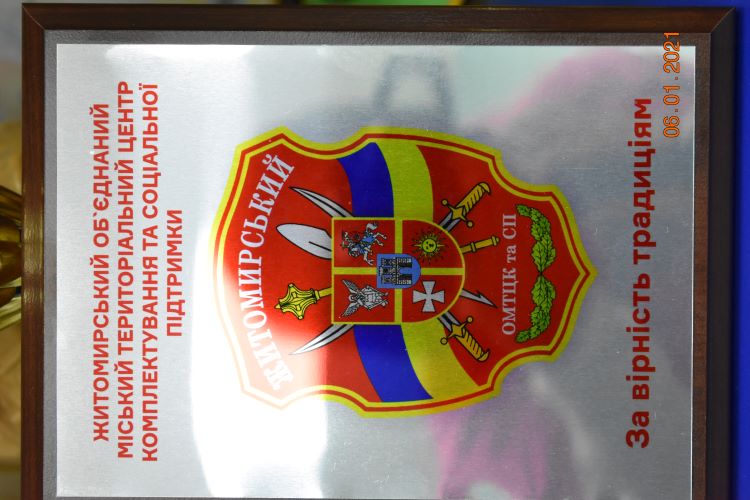 ЖИТОМИРСЬКИЙ ОБ`ЄДНАНИЙ
МІСЬКИЙ ТЕРИТОРІАЛЬНИЙ ЦЕНТР
КОМПЛЕКТУВАННЯ ТА СОЦІАЛЬНОЇ
ПІДТРИМКИ
ЖИТОМИРСЬКИЙ
ОМТЦК та СП
За вірність традиціям
06.01.2021